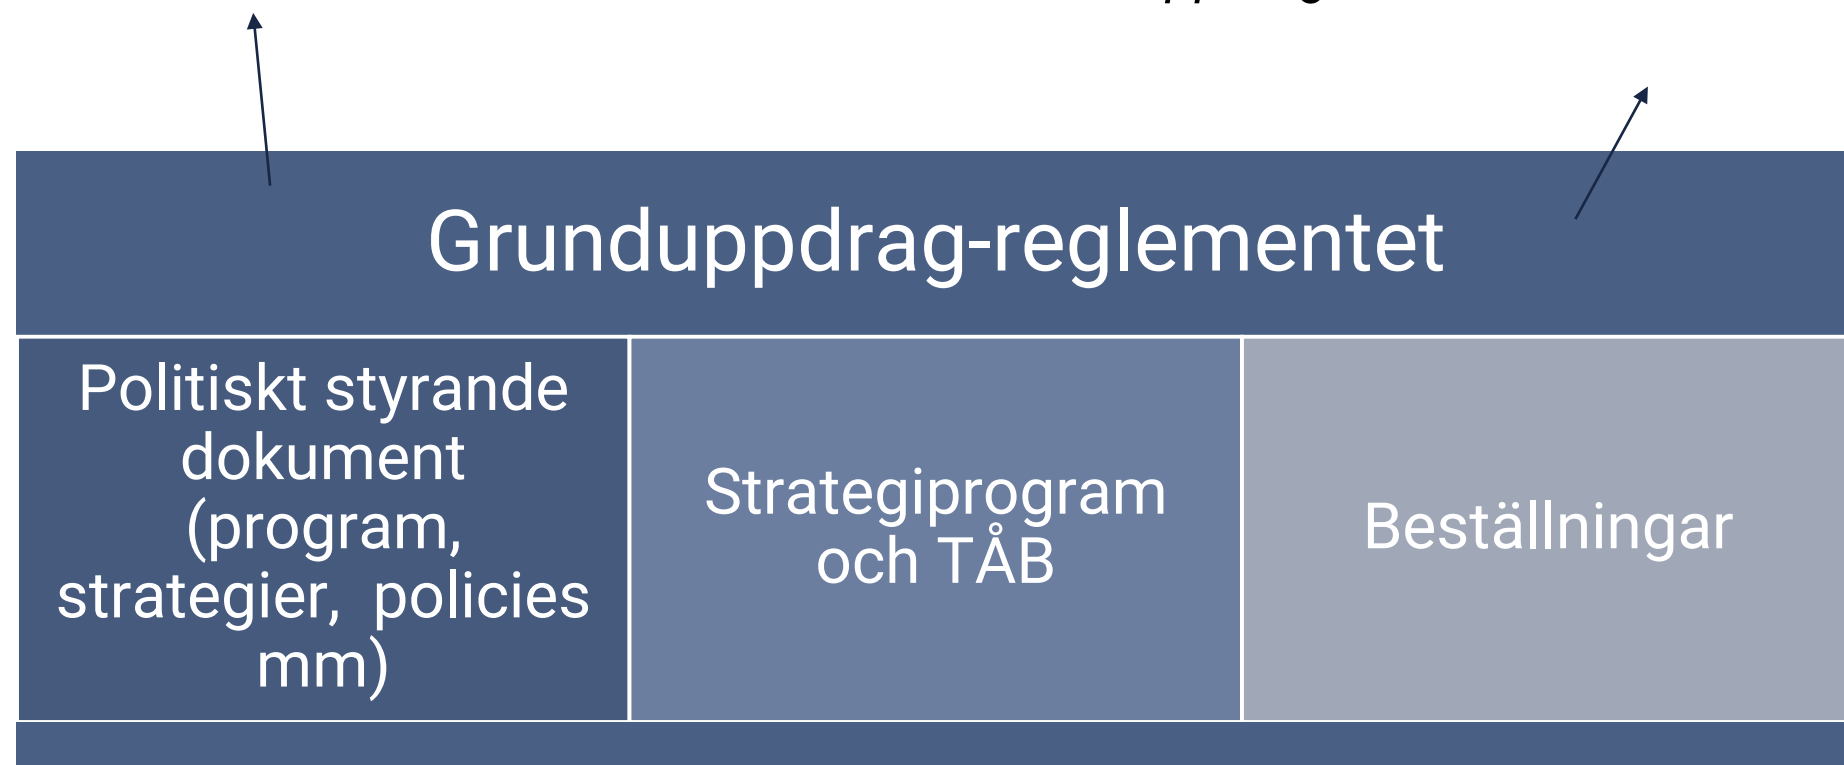 Grunduppdrag-reglementet
Politiskt styrande
dokument
(program,
strategier, policies
mm)
Strategiprogram
och TÅB
Beställningar